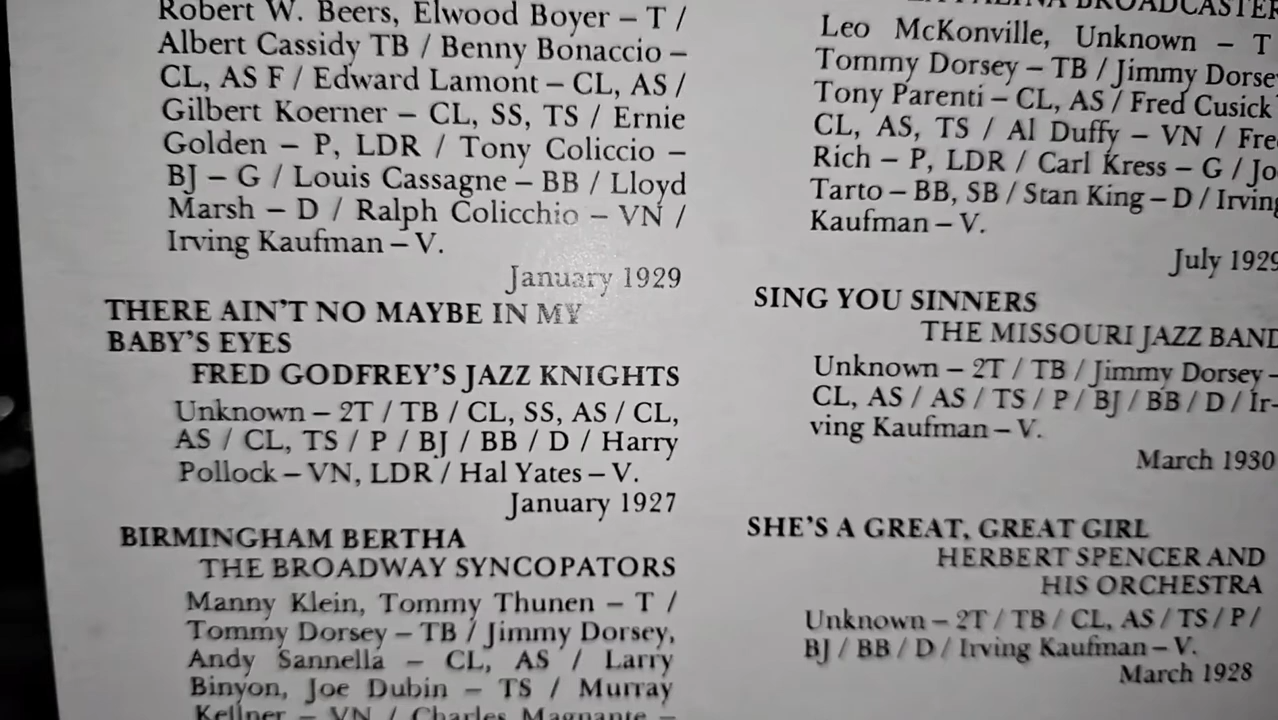 Robert W. Beers, Elwood Boyer – T /
Albert Cassidy TB / Benny Bonaccio –
CL, AS F / Edward Lamont – CL, AS /
Gilbert Koerner – CL, SS, TS / Ernie
Golden – P, LDR / Tony Coliccio –
BJ – G / Louis Cassagne – BB / Lloyd
Marsh – D / Ralph Colicchio – VN /
Irving Kaufman – V.
January 1929
THERE AIN'T NO MAYBE IN MY
BABY'S EYES
FRED GODFREY'S JAZZ KNIGHTS
Unknown – 2T / TB / CL, SS, AS / CL,
AS / CL, TS / P / BJ / BB / D / Harry
Pollock – VN, LDR / Hal Yates – V.
January 1927
BIRMINGHAM BERTHA
THE BROADWAY SYNCOPATORS
Manny Klein, Tommy Thunen – T /
Tommy Dorsey – TB / Jimmy Dorsey,
Andy Sannella – CL, AS / Larry
Binyon, Joe Dubin – TS / Murray
Kellner – VN / Charles Magnante –
BROADCASTER
Leo McKonville, Unknown – T
Tommy Dorsey – TB / Jimmy Dorse
Tony Parenti – CL, AS / Fred Cusick
CL, AS, TS / Al Duffy – VN / Fre
Rich – P, LDR / Carl Kress – G / Jo
Tarto – BB, SB / Stan King – D / Irving
Kaufman – V.
July 1929
SING YOU SINNERS
THE MISSOURI JAZZ BAND
Unknown – 2T / TB / Jimmy Dorsey –
CL, AS / AS / TS / P / BJ / BB / D / Ir-
ving Kaufman – V.
March 1930
SHE'S A GREAT, GREAT GIRL
HERBERT SPENCER AND
HIS ORCHESTRA
Unknown – 2T / TB / CL, AS / TS / P /
BJ / BB / D / Irving Kaufman – V.
March 1928